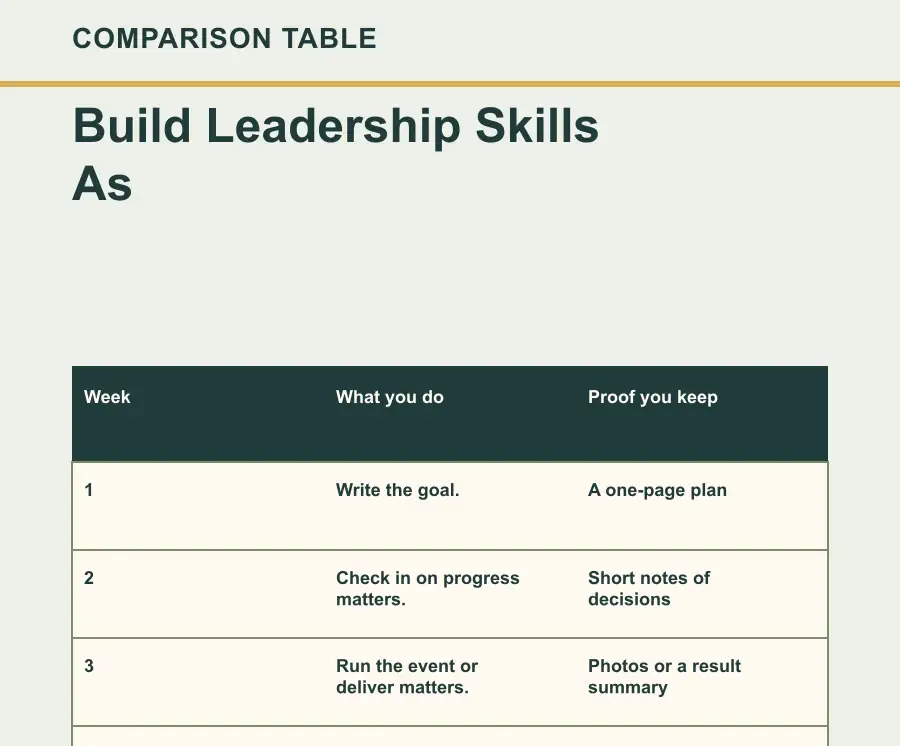 COMPARISON TABLE
Build Leadership Skills
As
Week What you do Proof you keep
1 Write the goal. A one-page plan
2 Check in on progress Short notes of
matters. decisions
3 Run the event or Photos or a result
deliver matters. summary